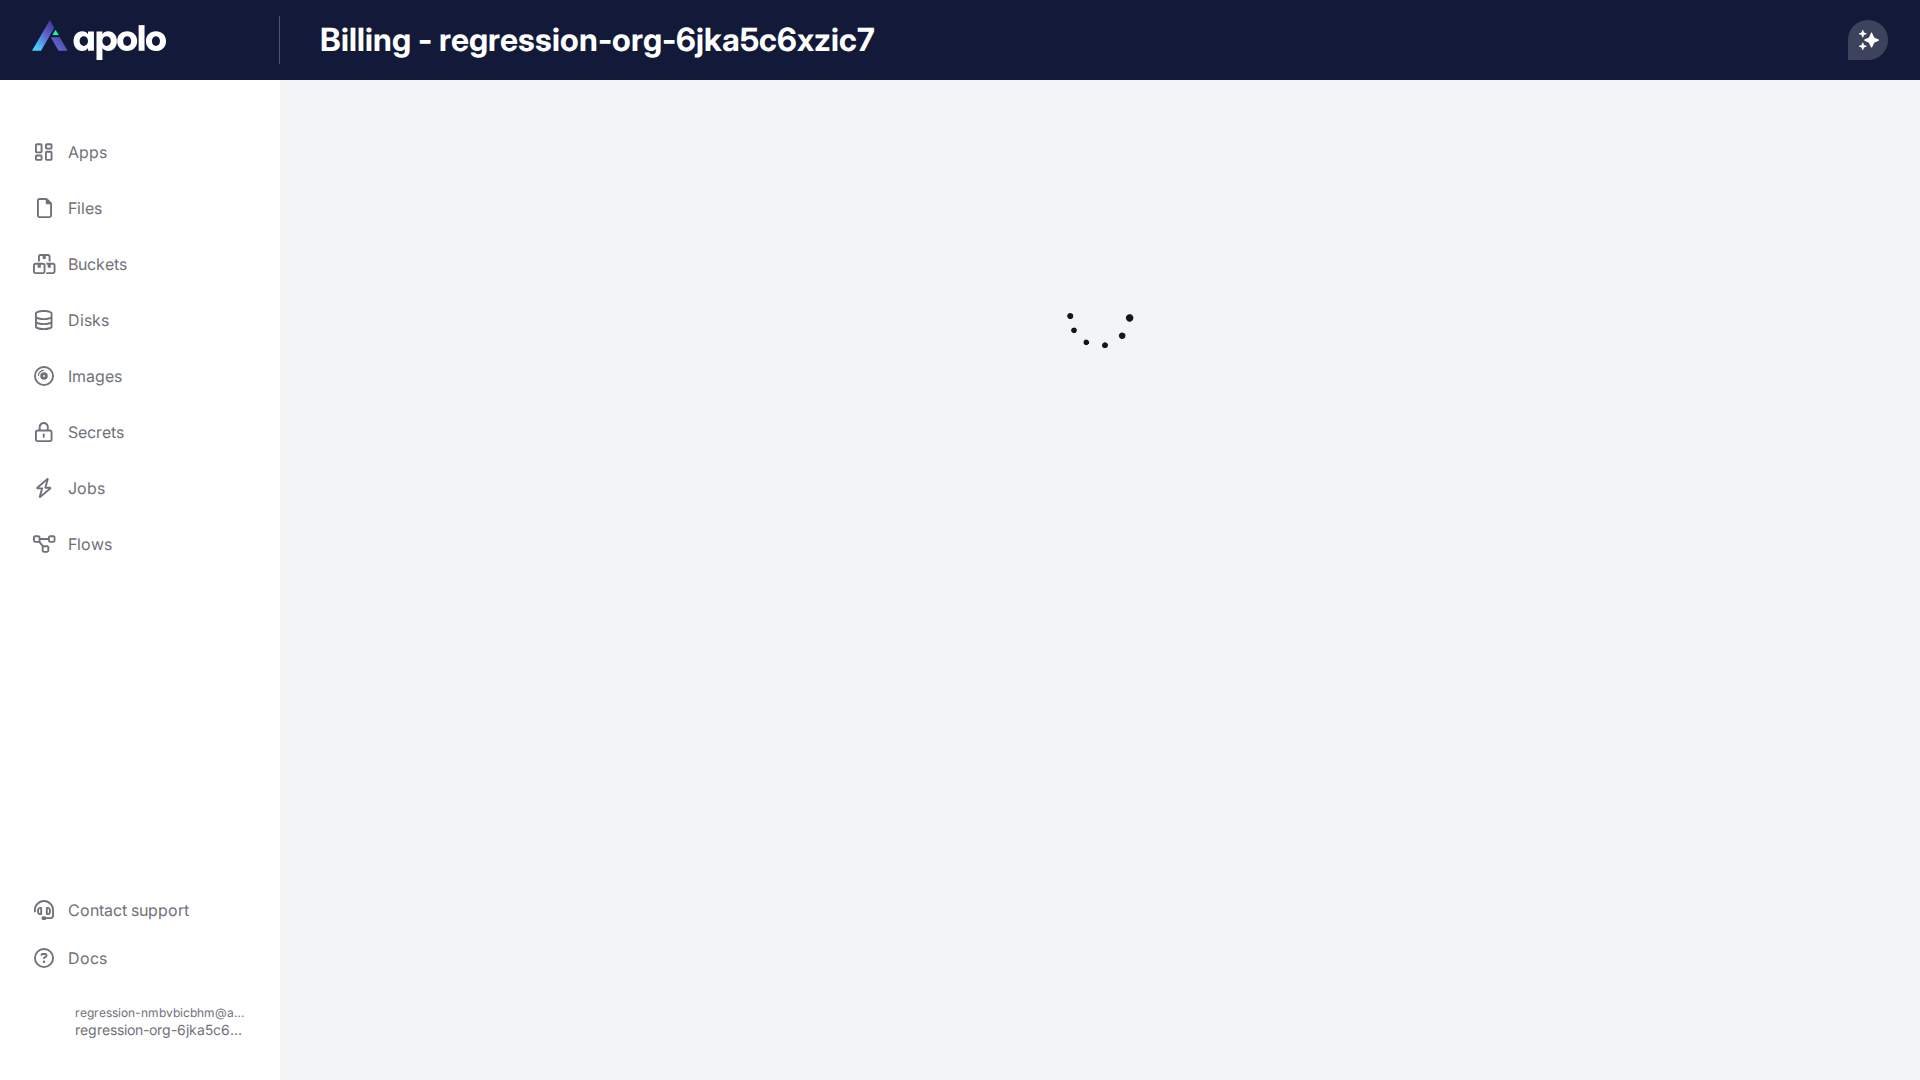 apolo
Billing - regression-org-6jka5c6xzic7
Apps
Files
Buckets
Disks
Images
Secrets
Jobs
Flows
Contact support
Docs
regression-nmbvbicbhm@a...
regression-org-6jka5c6...